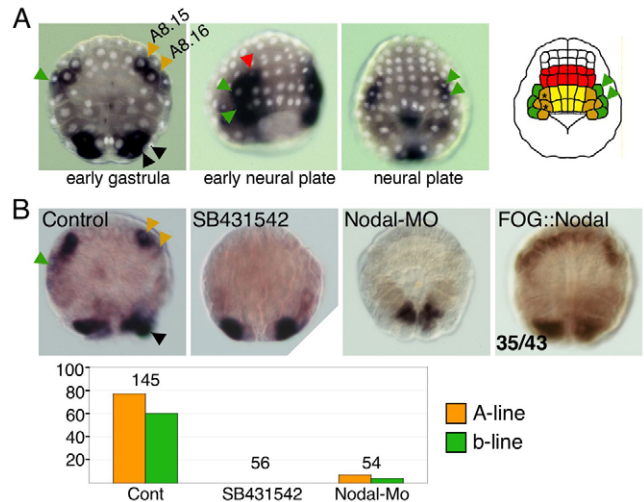 A
A8.15
A8.16
early gastrula
early neural plate
neural plate
B
Control
SB431542
Nodal-MO
FOG::Nodal
35/43
100
80
60
40
20
145
56
54
Cont
SB431542
Nodal-Mo
A-line
b-line